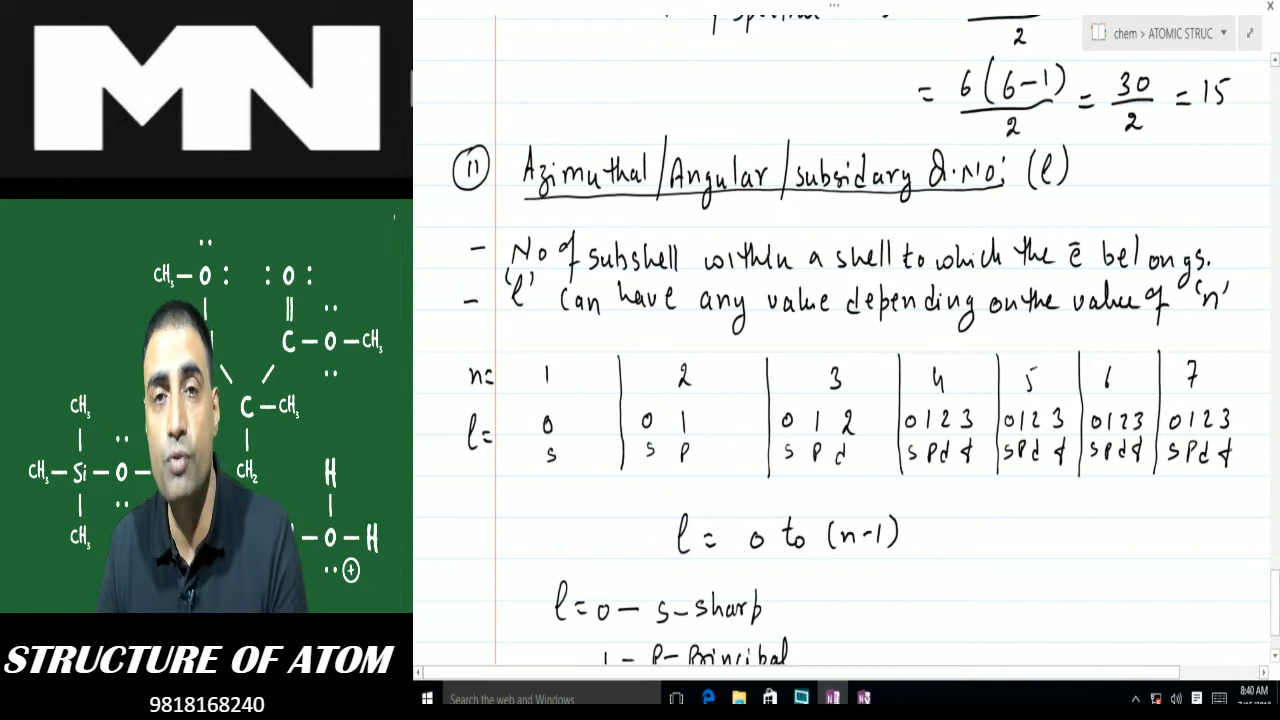 MN
CH₃ — O :
: O :
C — O — CH₃
C — CH₃
CH₃
CH₃ — Si — O —
CH₂
H
CH₃
— O — H
+
STRUCTURE OF ATOM
9818168240
chem > ATOMIC STRUC
2
= 6(6-1)/2 = 30/2 = 15
(II) Azimuthal/Angular/subsidary Q.No: (l)
- No of subshell within a shell to which the ē belongs.
- 'l' can have any value depending on the value of 'n'
n= 1 | 2 | 3 | 4 | 5 | 6 | 7
l= 0 | 0 1 | 0 1 2 | 0 1 2 3 | 0 1 2 3 | 0 1 2 3 | 0 1 2 3
s | s p | s p d | s p d f | s p d f | s p d f | s p d f
l = 0 to (n-1)
l = 0 — s — sharp
1 — P — Principal
Search the web and Windows
8:40 AM